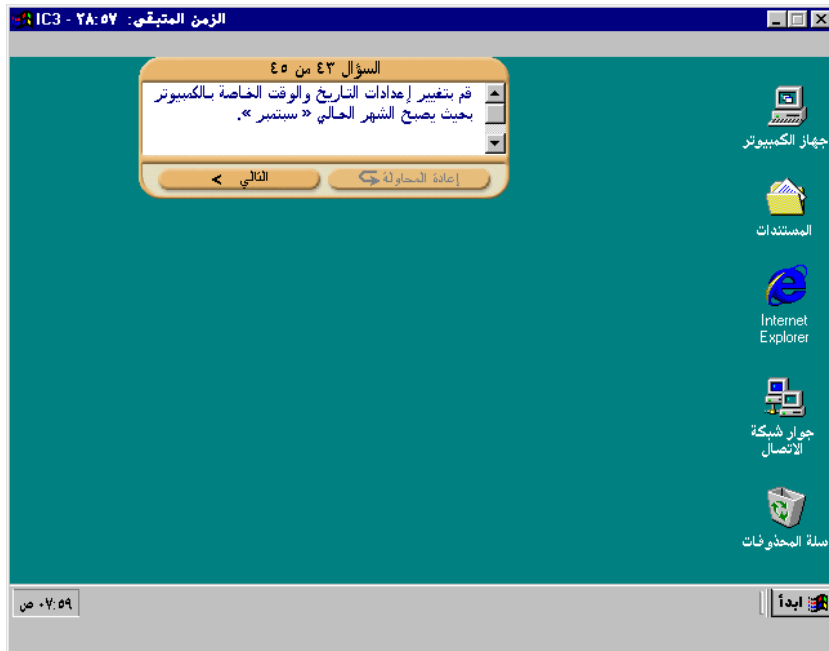 الزمن المتبقي: ٢٨:٥٧ - IC3
السؤال ٤٣ من ٤٥
قم بتغيير إعدادات التاريخ والوقت الخاصة بالكمبيوتر
بحيث يصبح الشهر الحالي « سبتمبر ».
إعادة المحاولة
التالي >
جهاز الكمبيوتر
المستندات
Internet
Explorer
جوار شبكة
الاتصال
سلة المحذوفات
ابدأ
٠٧:٥٩ ص